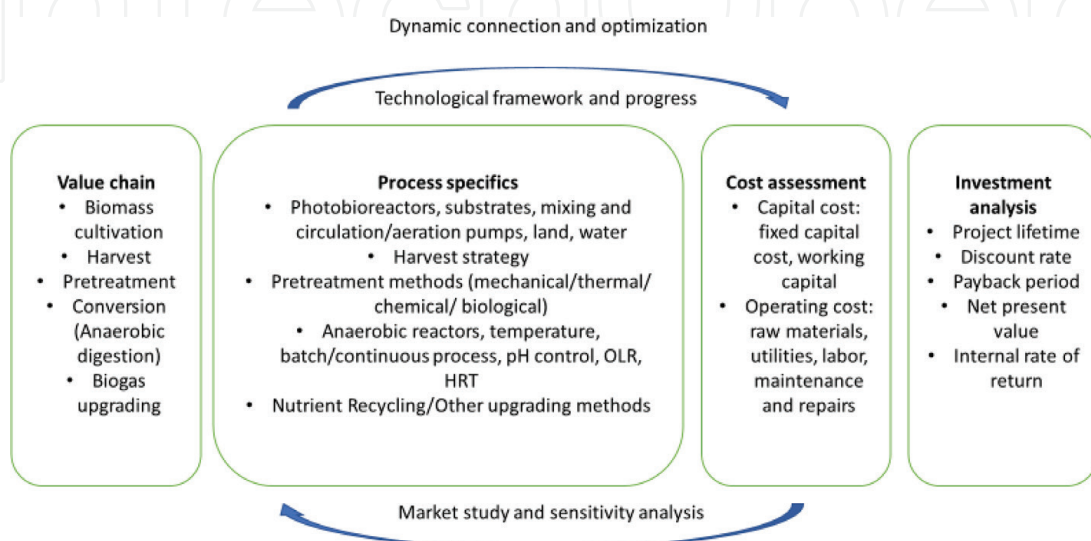 Dynamic connection and optimization
Technological framework and progress
Value chain
• Biomass
cultivation
• Harvest
• Pretreatment
• Conversion
(Anaerobic
digestion)
• Biogas
upgrading
Process specifics
• Photobioreactors, substrates, mixing and
circulation/aeration pumps, land, water
• Harvest strategy
• Pretreatment methods (mechanical/thermal/
chemical/ biological)
• Anaerobic reactors, temperature,
batch/continuous process, pH control, OLR,
HRT
• Nutrient Recycling/Other upgrading methods
Cost assessment
• Capital cost:
fixed capital
cost, working
capital
• Operating cost:
raw materials,
utilities, labor,
maintenance
and repairs
Investment
analysis
• Project lifetime
• Discount rate
• Payback period
• Net present
value
• Internal rate of
return
Market study and sensitivity analysis